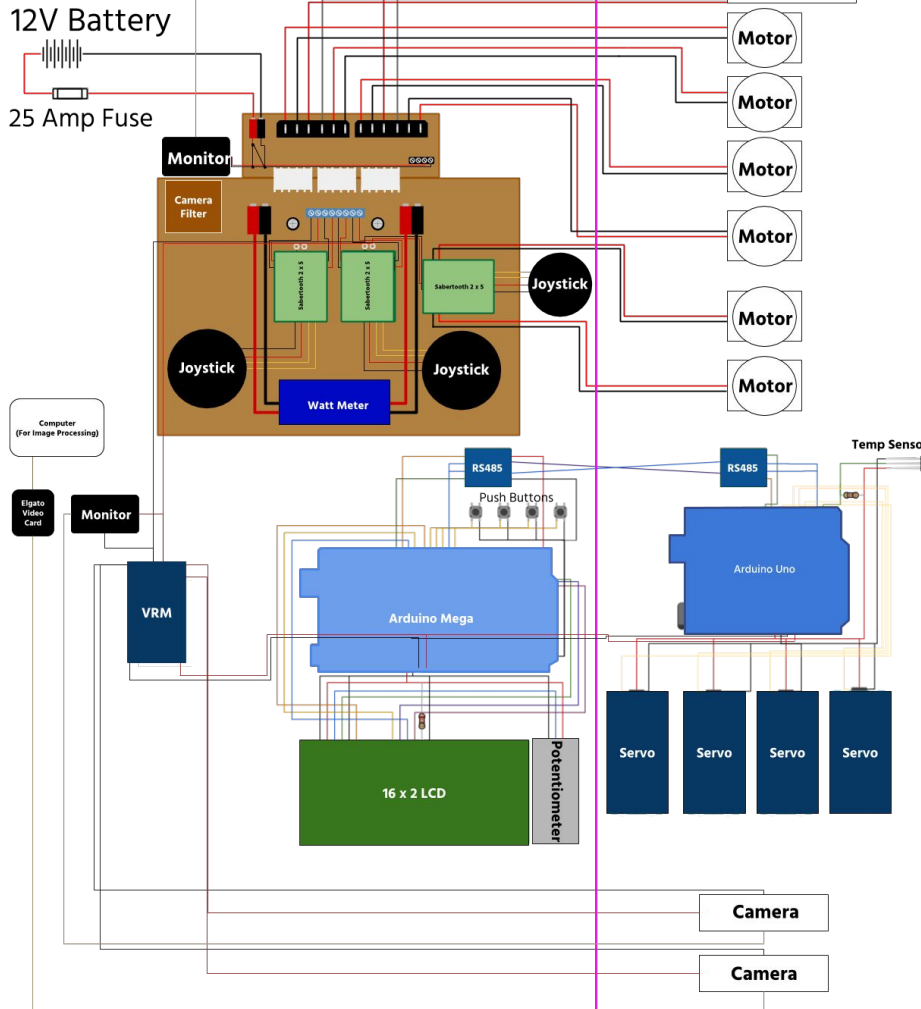 12V Battery
25 Amp Fuse
Motor
Motor
Motor
Motor
Motor
Motor
Monitor
Camera
Filter
Sabertooth 2 x 5
Sabertooth 2 x 5
Sabertooth 2 x 5
Joystick
Joystick
Joystick
Watt Meter
Computer
(For Image Processing)
Elgato
Video
Card
Monitor
VRM
RS485
RS485
Push Buttons
Temp Senso
Arduino Mega
Arduino Uno
16 x 2 LCD
Potentiometer
Servo
Servo
Servo
Servo
Camera
Camera